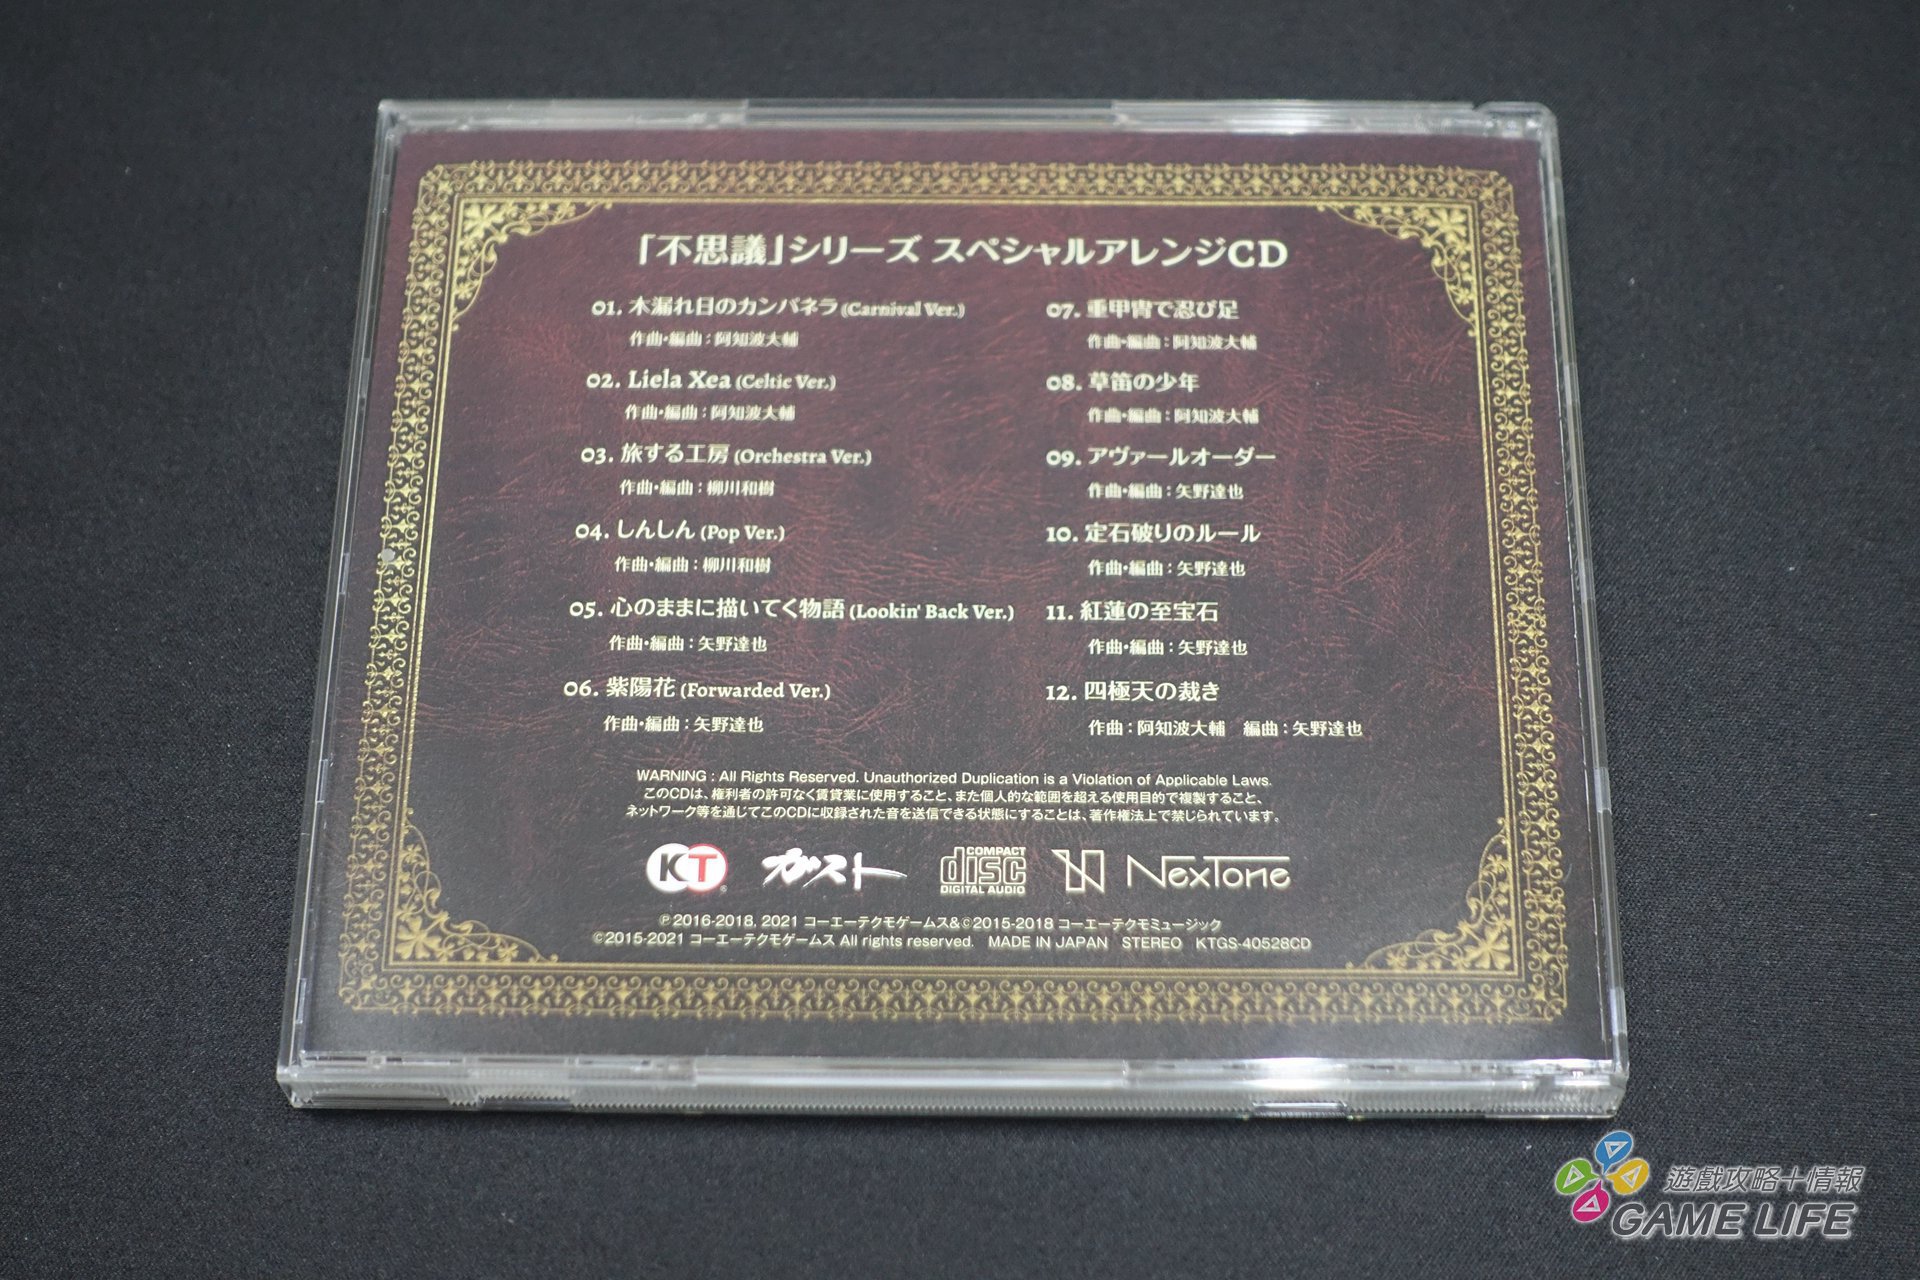 「不思議」シリーズ スペシャルアレンジCD
01. 木漏れ日のカンパネラ (Carnival Ver.)
作曲・編曲：阿知波大輔
02. Liela Xea (Celtic Ver.)
作曲・編曲：阿知波大輔
03. 旅する工房 (Orchestra Ver.)
作曲・編曲：柳川和樹
04. しんしん (Pop Ver.)
作曲・編曲：柳川和樹
05. 心のままに描いてく物語 (Lookin' Back Ver.)
作曲・編曲：矢野達也
06. 紫陽花 (Forwarded Ver.)
作曲・編曲：矢野達也
07. 重甲冑で忍び足
作曲・編曲：阿知波大輔
08. 草笛の少年
作曲・編曲：阿知波大輔
09. アヴァールオーダー
作曲・編曲：矢野達也
10. 定石破りのルール
作曲・編曲：矢野達也
11. 紅蓮の至宝石
作曲・編曲：矢野達也
12. 四極天の裁き
作曲：阿知波大輔　編曲：矢野達也
WARNING : All Rights Reserved. Unauthorized Duplication is a Violation of Applicable Laws.
このCDは、権利者の許可なく賃貸業に使用すること、また個人的な範囲を超える使用目的で複製すること、
ネットワーク等を通じてこのCDに収録された音を送信できる状態にすることは、著作権法上で禁じられています。
KT® ガスト COMPACT disc DIGITAL AUDIO NexTone
℗2016-2018, 2021 コーエーテクモゲームス&©2015-2018 コーエーテクモミュージック
©2015-2021 コーエーテクモゲームス All rights reserved. MADE IN JAPAN STEREO KTGS-40528CD
遊戲攻略＋情報
GAME LIFE